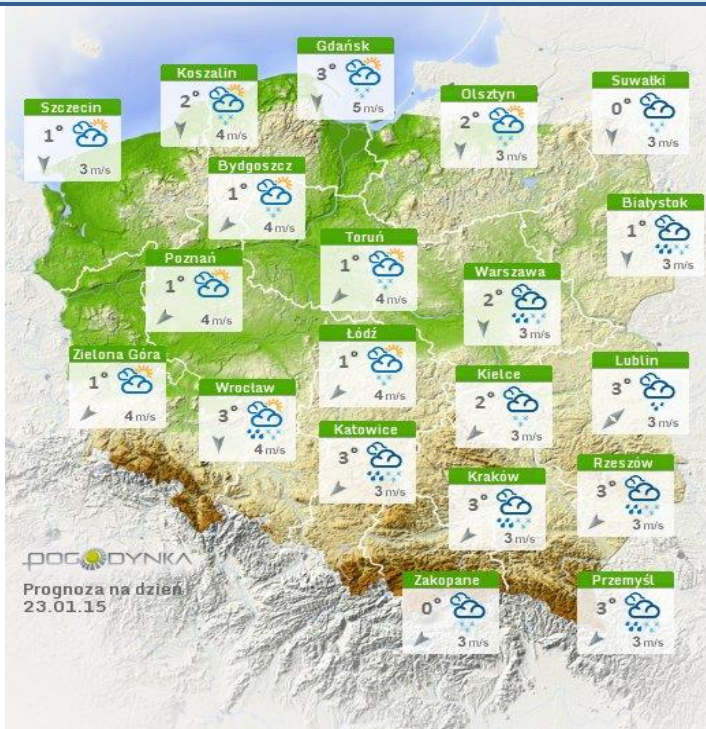 Gdańsk
3°
5 m/s
Koszalin
2°
4 m/s
Szczecin
1°
3 m/s
Olsztyn
2°
3 m/s
Suwałki
0°
3 m/s
Bydgoszcz
1°
4 m/s
Białystok
1°
3 m/s
Toruń
1°
4 m/s
Poznań
1°
4 m/s
Warszawa
2°
3 m/s
Łódź
1°
4 m/s
Zielona Góra
1°
4 m/s
Wrocław
3°
4 m/s
Kielce
2°
3 m/s
Lublin
3°
3 m/s
Katowice
3°
3 m/s
Kraków
3°
3 m/s
Rzeszów
3°
3 m/s
POGODYNKA
Prognoza na dzień
23.01.15
Zakopane
0°
3 m/s
Przemyśl
3°
3 m/s